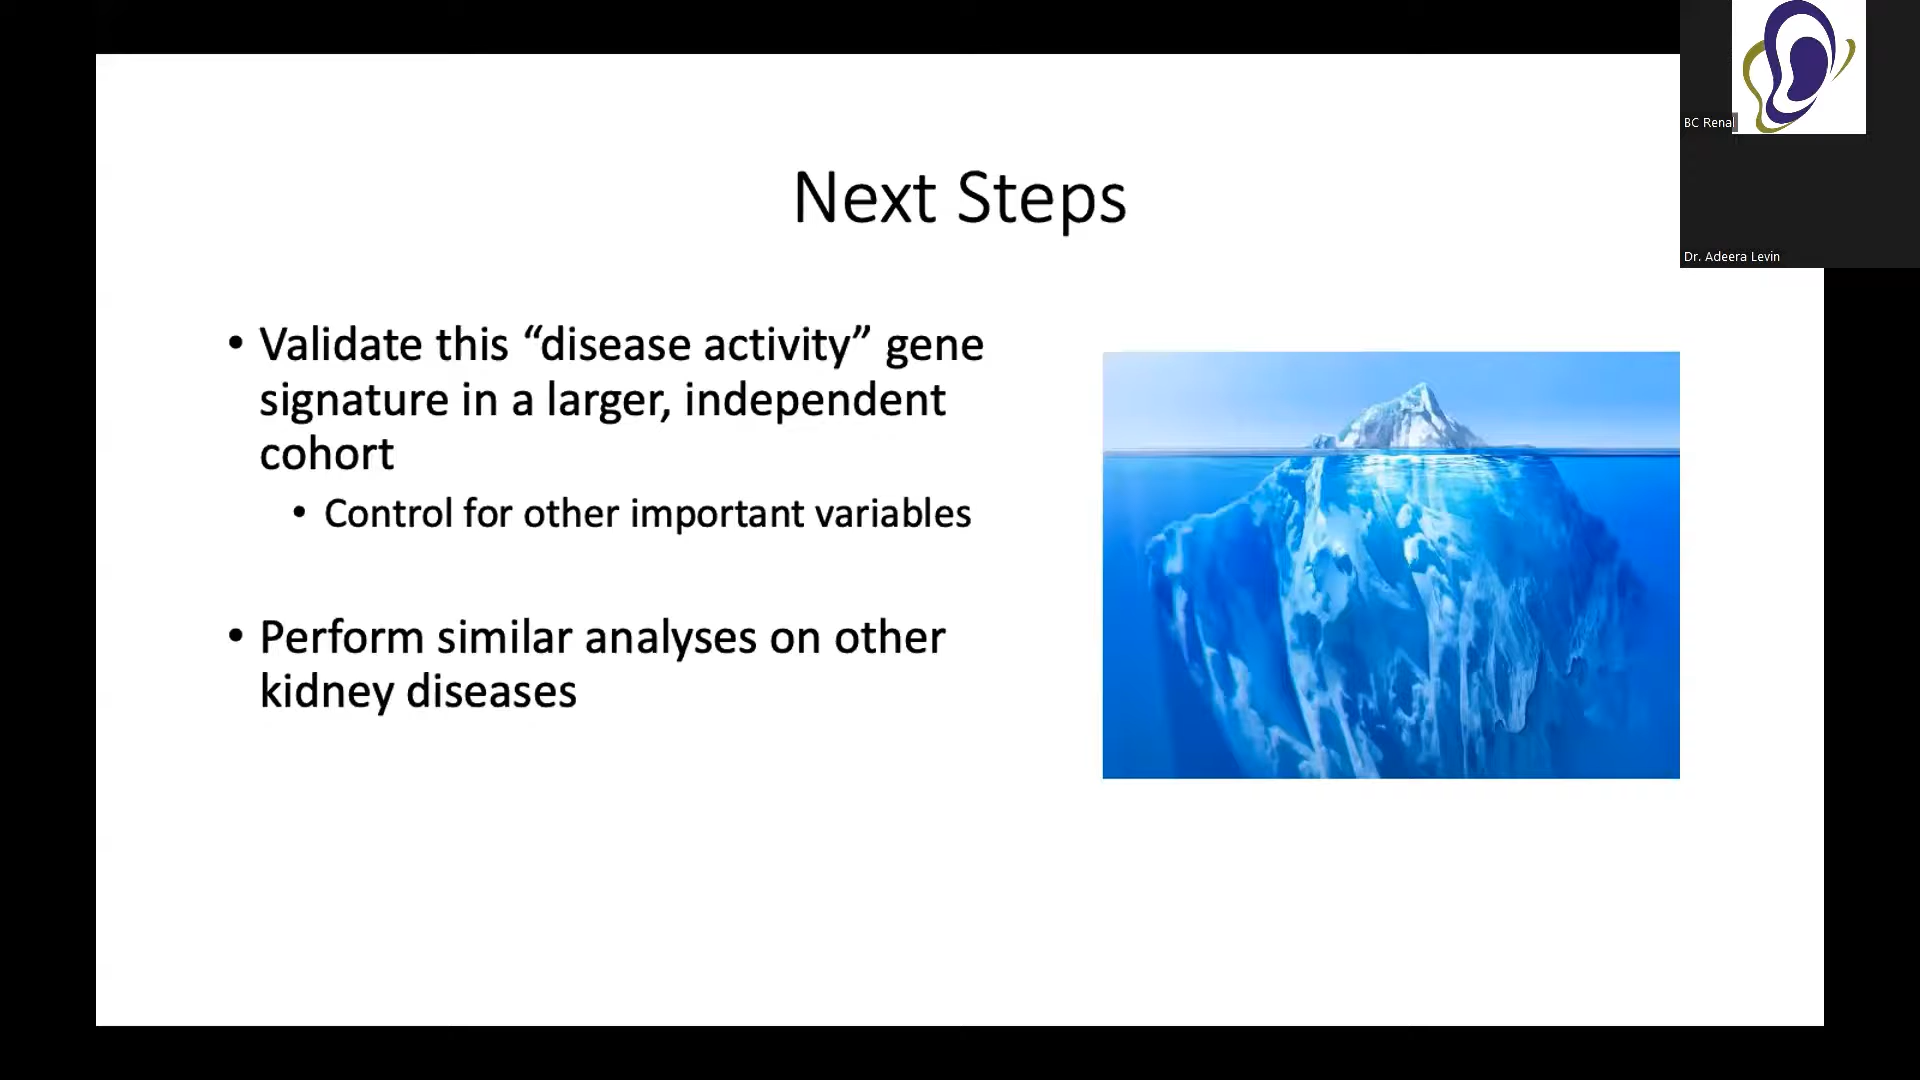 Next Steps
• Validate this “disease activity” gene
signature in a larger, independent
cohort
• Control for other important variables
• Perform similar analyses on other
kidney diseases
BC Renal
Dr. Adeera Levin